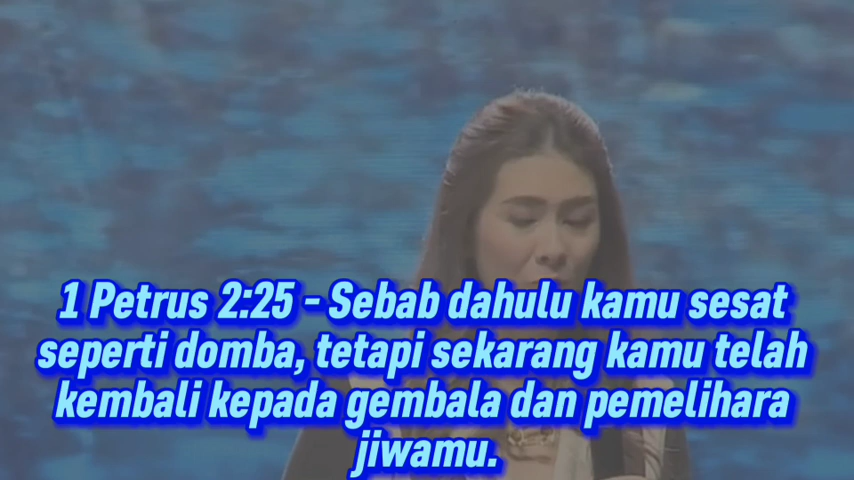 1 Petrus 2:25 - Sebab dahulu kamu sesat
seperti domba, tetapi sekarang kamu telah
kembali kepada gembala dan pemelihara
jiwamu.